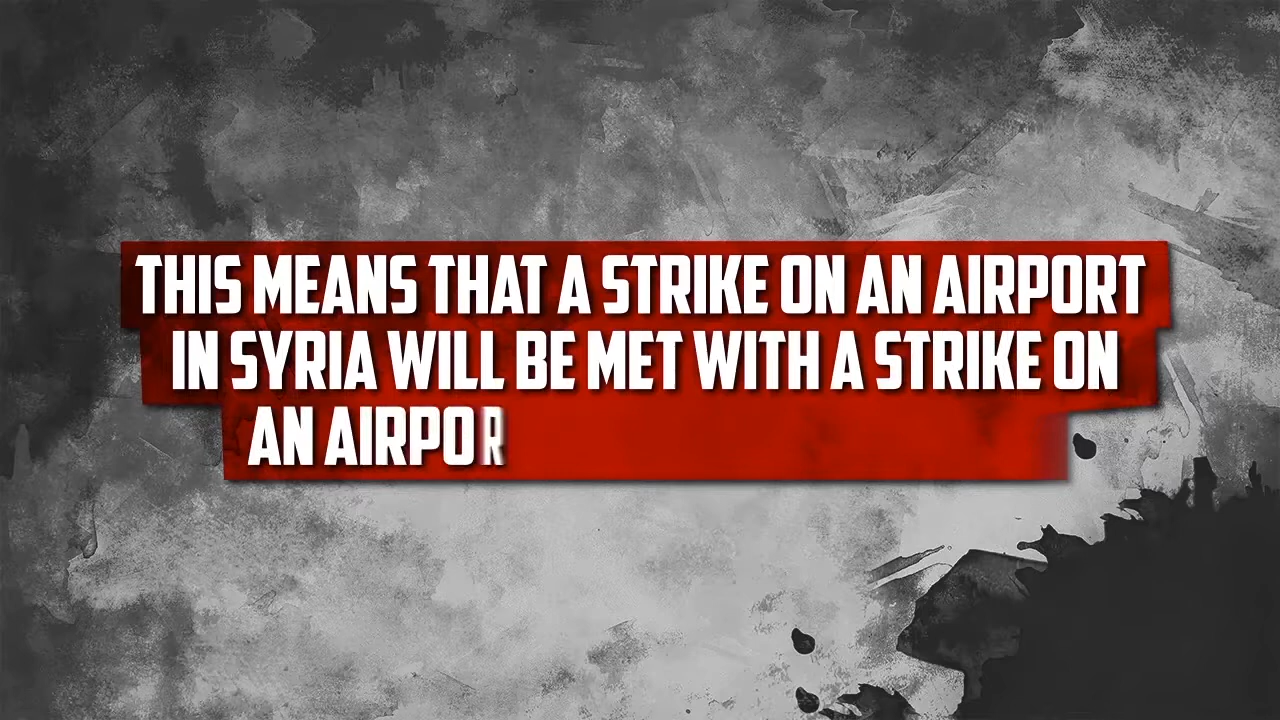 THIS MEANS THAT A STRIKE ON AN AIRPORT
IN SYRIA WILL BE MET WITH A STRIKE ON
AN AIRPOR